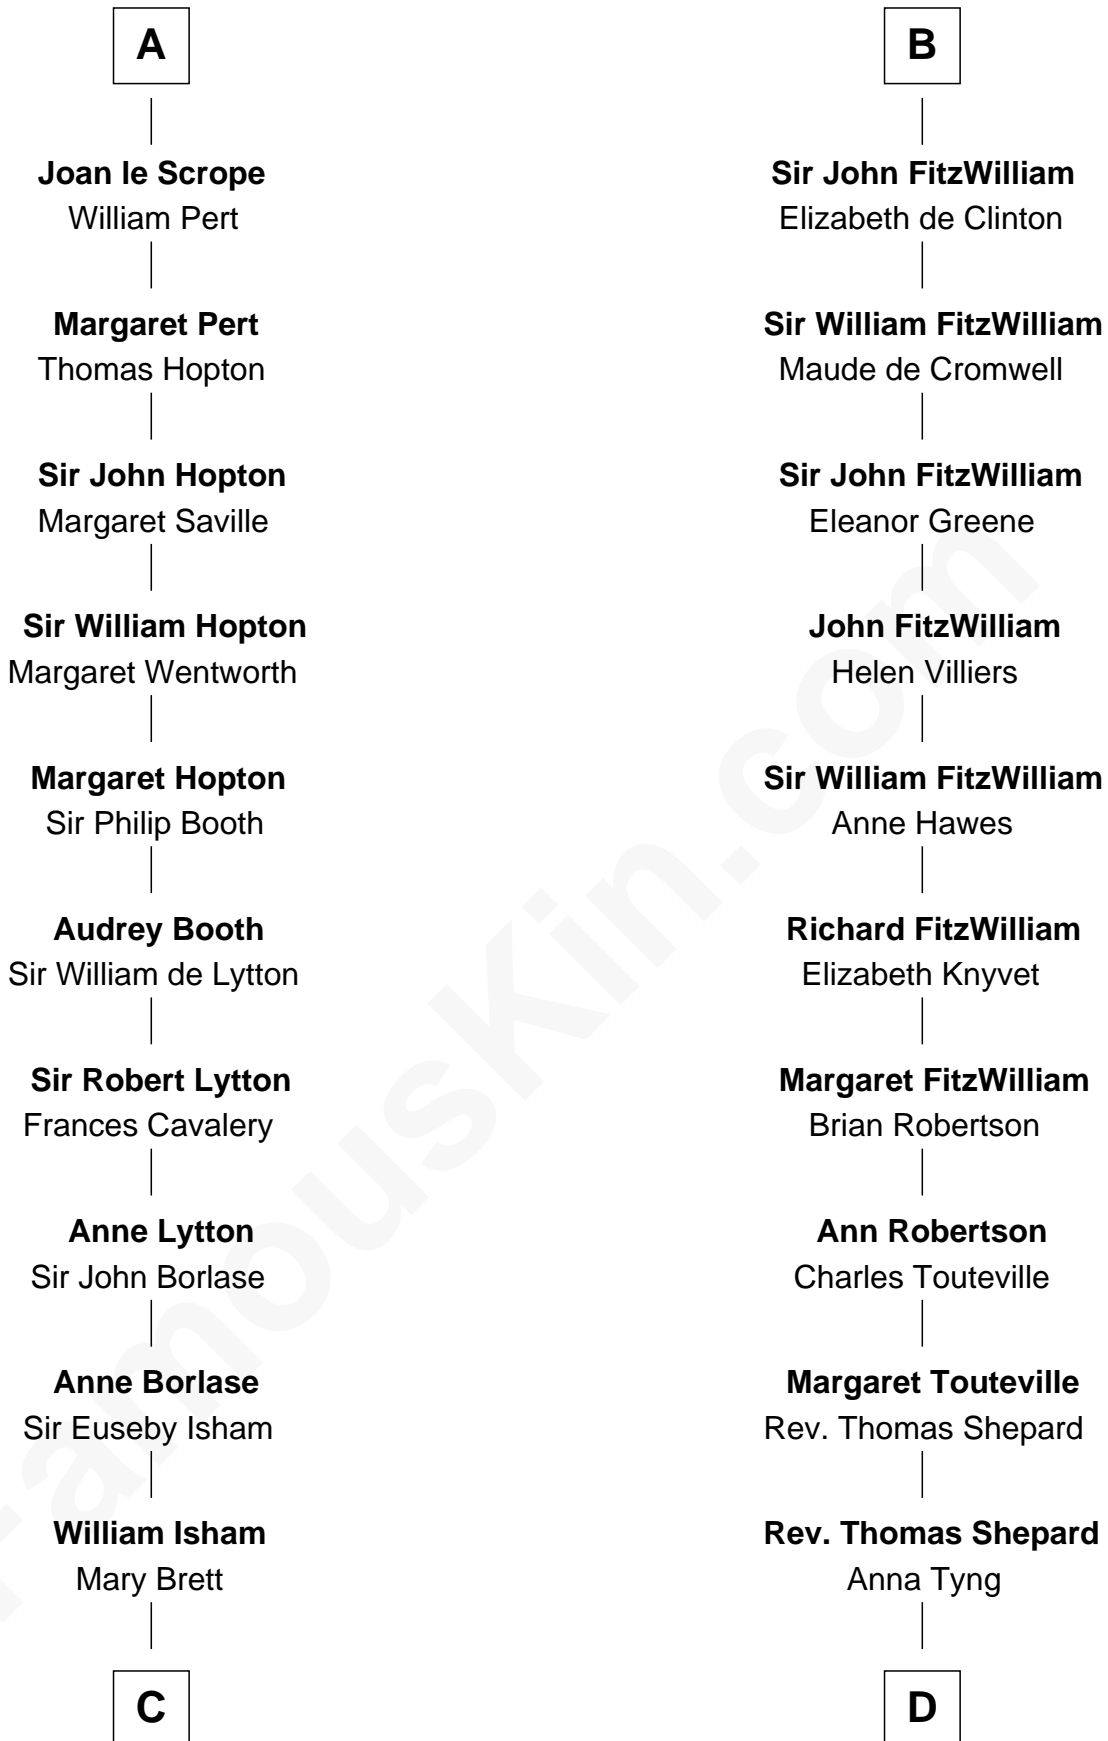 A
Joan le Scrope
William Pert
Margaret Pert
Thomas Hopton
Sir John Hopton
Margaret Saville
Sir William Hopton
Margaret Wentworth
Margaret Hopton
Sir Philip Booth
Audrey Booth
Sir William de Lytton
Sir Robert Lytton
Frances Cavalery
Anne Lytton
Sir John Borlase
Anne Borlase
Sir Euseby Isham
William Isham
Mary Brett
C
B
Sir John FitzWilliam
Elizabeth de Clinton
Sir William FitzWilliam
Maude de Cromwell
Sir John FitzWilliam
Eleanor Greene
John FitzWilliam
Helen Villiers
Sir William FitzWilliam
Anne Hawes
Richard FitzWilliam
Elizabeth Knyvet
Margaret FitzWilliam
Brian Robertson
Ann Robertson
Charles Touteville
Margaret Touteville
Rev. Thomas Shepard
Rev. Thomas Shepard
Anna Tyng
D
FamousKin.com